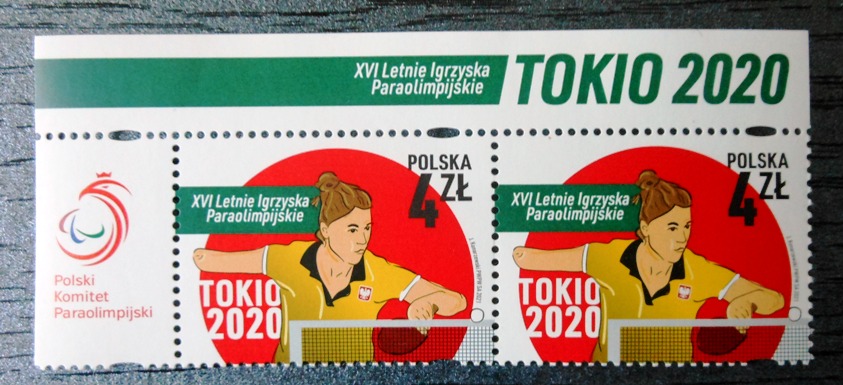 XVI Letnie Igrzyska
Paraolimpijskie
TOKIO 2020
Polski
Komitet
Paraolimpijski
POLSKA
4 ZŁ
XVI Letnie Igrzyska
Paraolimpijskie
TOKIO
2020
POLSKA
4 ZŁ
XVI Letnie Igrzyska
Paraolimpijskie
TOKIO
2020